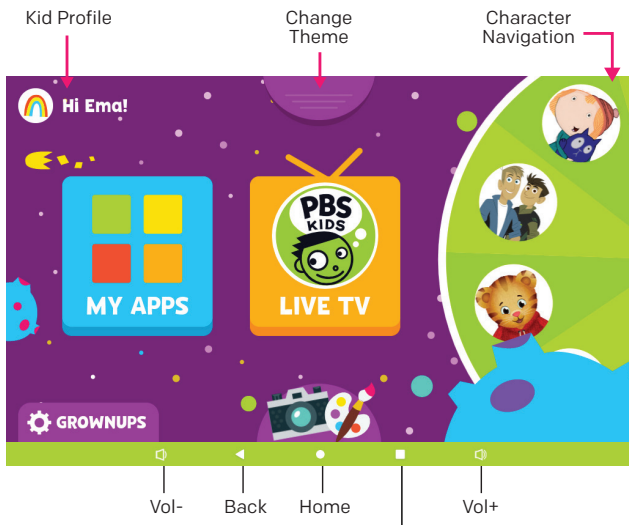 Kid Profile
Change
Theme
Character
Navigation
Hi Ema!
PBS
KIDS
MY APPS
LIVE TV
GROWNUPS
Vol-
Back
Home
Vol+